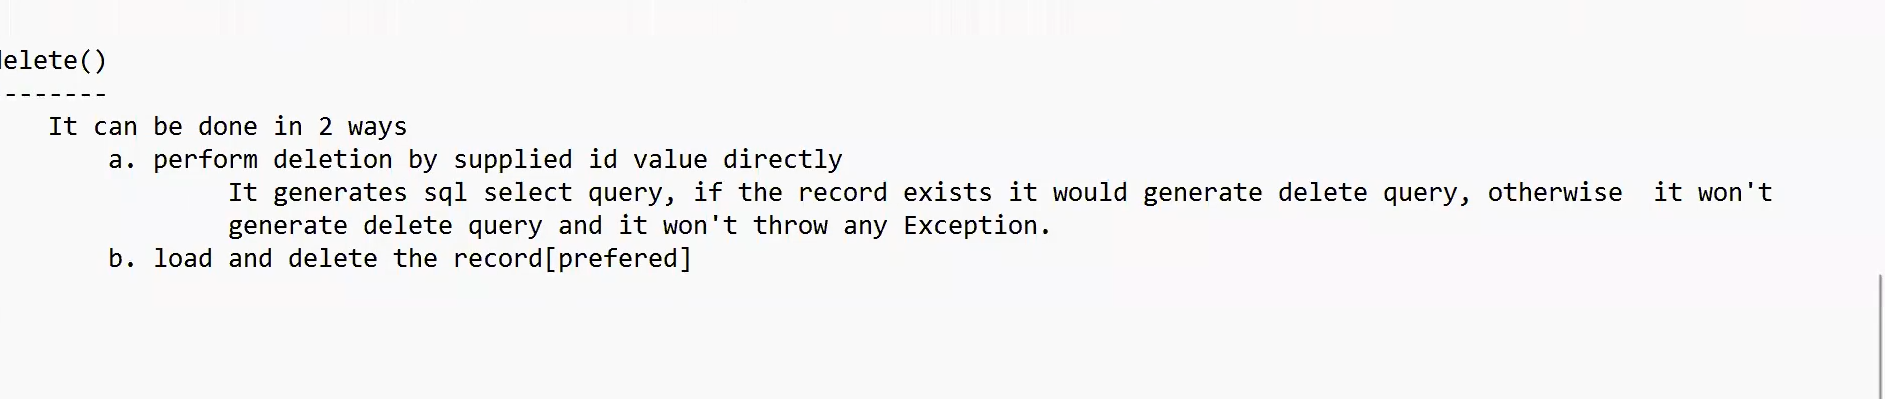 delete()
-------
It can be done in 2 ways
a. perform deletion by supplied id value directly
It generates sql select query, if the record exists it would generate delete query, otherwise  it won't
generate delete query and it won't throw any Exception.
b. load and delete the record[prefered]